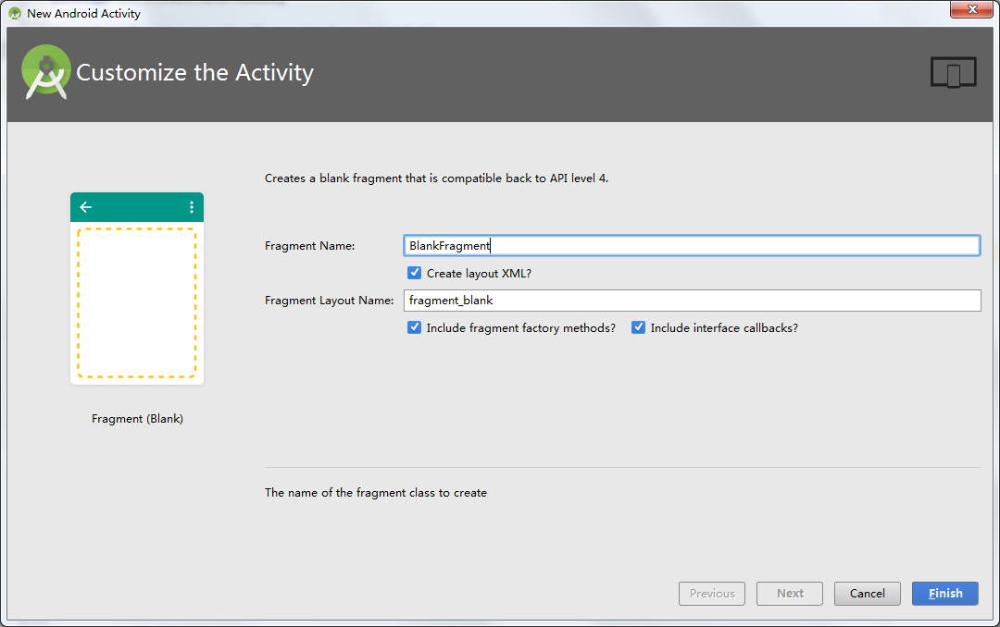 New Android Activity
Customize the Activity
Creates a blank fragment that is compatible back to API level 4.
Fragment Name: BlankFragment
Create layout XML?
Fragment Layout Name: fragment_blank
Include fragment factory methods? Include interface callbacks?
Fragment (Blank)
The name of the fragment class to create
Previous Next Cancel Finish